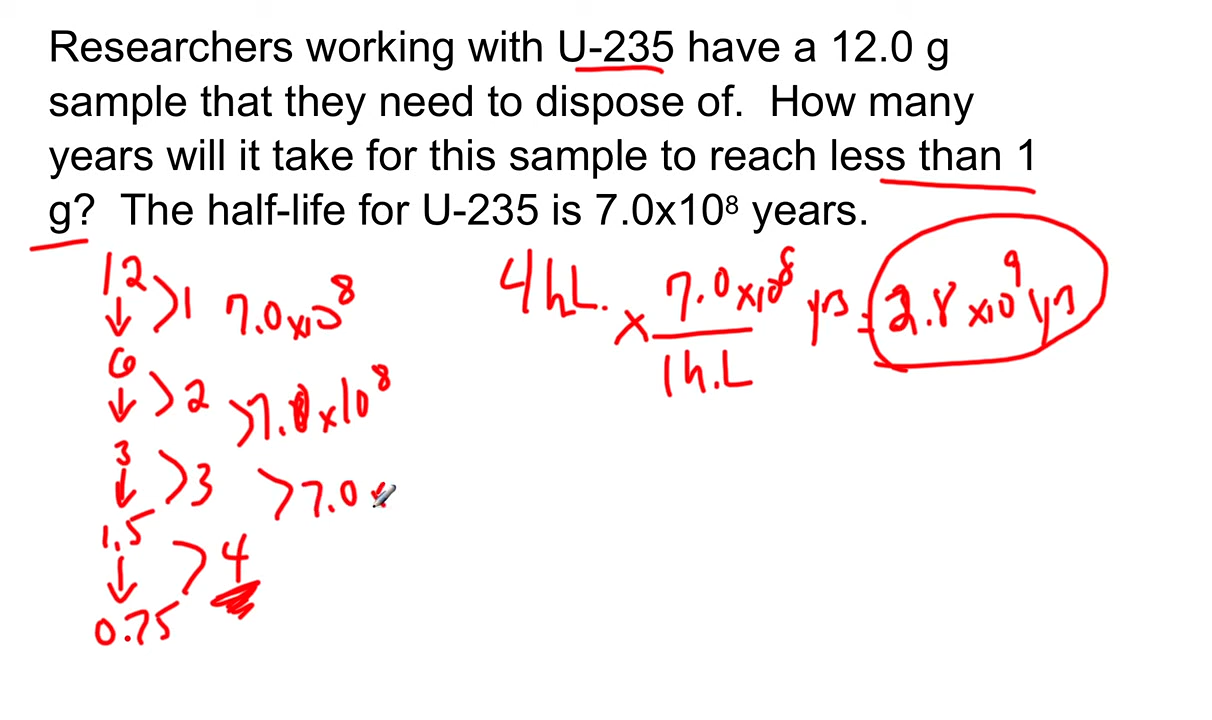 Researchers working with U-235 have a 12.0 g
sample that they need to dispose of. How many
years will it take for this sample to reach less than 1
g? The half-life for U-235 is 7.0x10⁸ years.
12
↓ >1 7.0x10⁸
6
↓ >2 >7.0x10⁸
3
↓ >3 >7.0
1.5
↓ >4
0.75
4 h.L. x 7.0x10⁸ yrs = 2.8 x10⁹ yrs
1 h.L